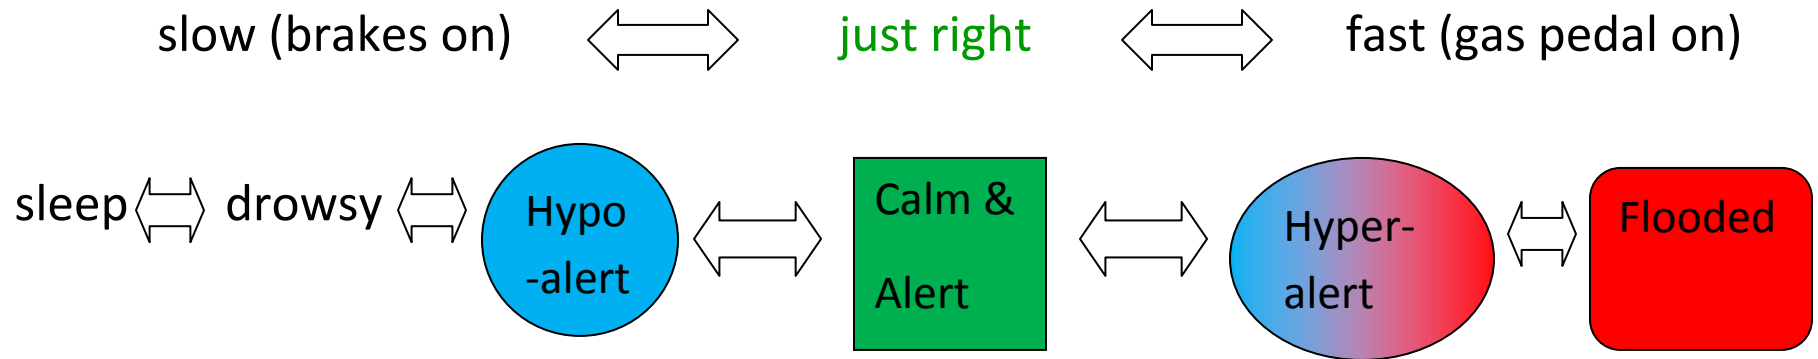 slow (brakes on) just right fast (gas pedal on)
sleep drowsy
Hypo
-alert
Calm &
Alert
Hyper-
alert
Flooded